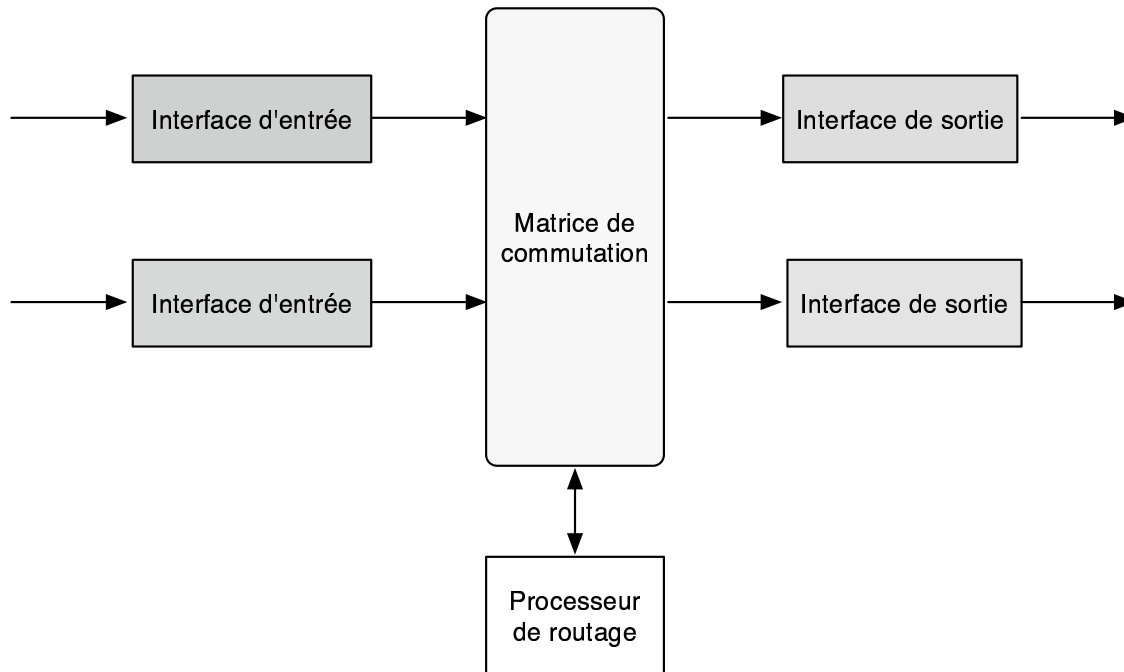 Interface d'entrée
Interface de sortie
Matrice de
commutation
Interface d'entrée
Interface de sortie
Processeur
de routage